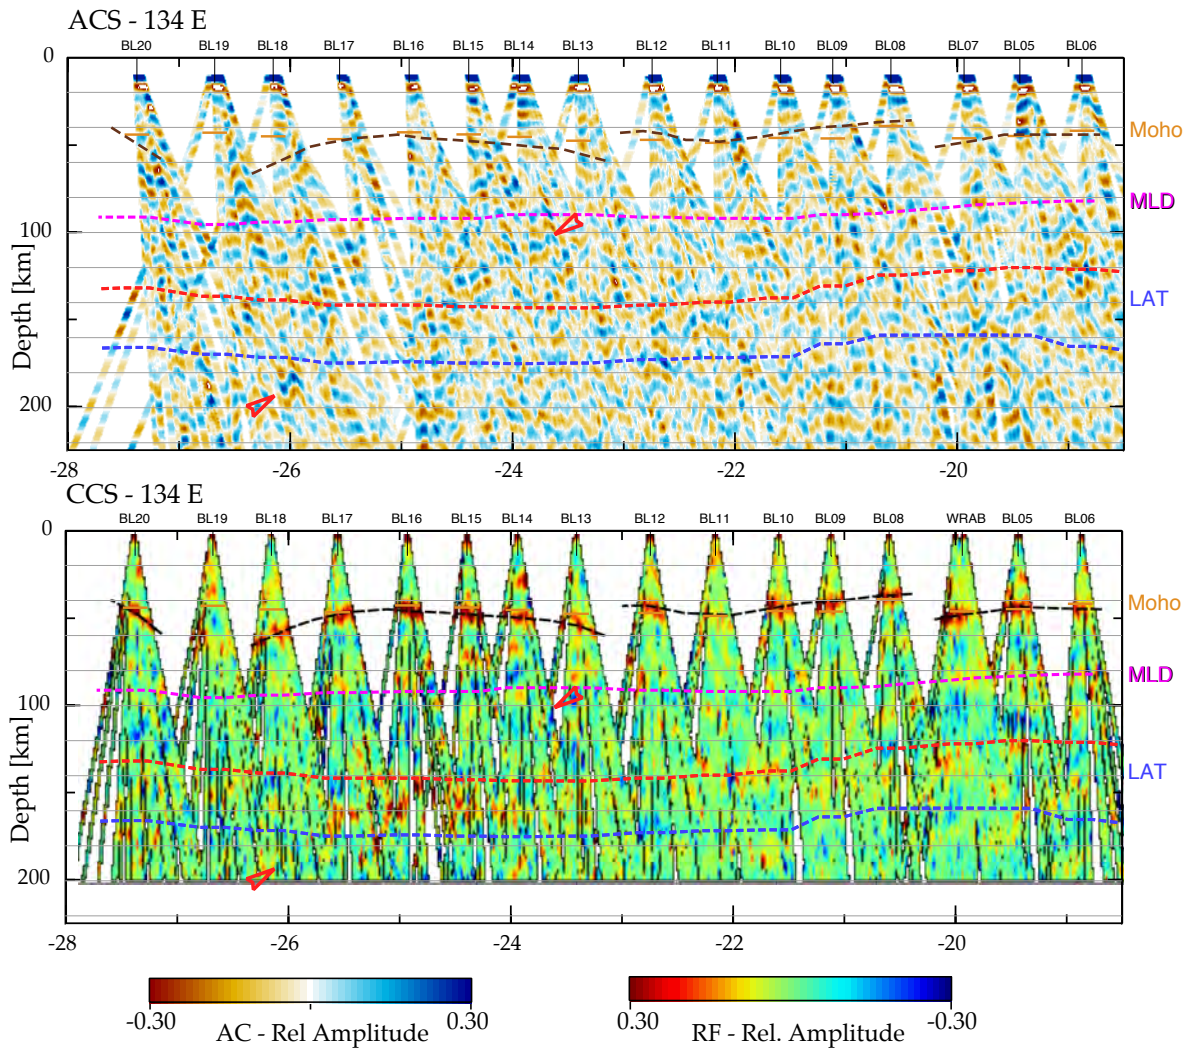 ACS - 134 E
BL20 BL19 BL18 BL17 BL16 BL15 BL14 BL13 BL12 BL11 BL10 BL09 BL08 BL07 BL05 BL06
0
Moho
MLD
100
LAT
200
Depth [km]
-28 -26 -24 -22 -20
CCS - 134 E
BL20 BL19 BL18 BL17 BL16 BL15 BL14 BL13 BL12 BL11 BL10 BL09 BL08 WRAB BL05 BL06
0
Moho
MLD
100
LAT
200
Depth [km]
-28 -26 -24 -22 -20
-0.30 AC - Rel Amplitude 0.30
0.30 RF - Rel. Amplitude -0.30